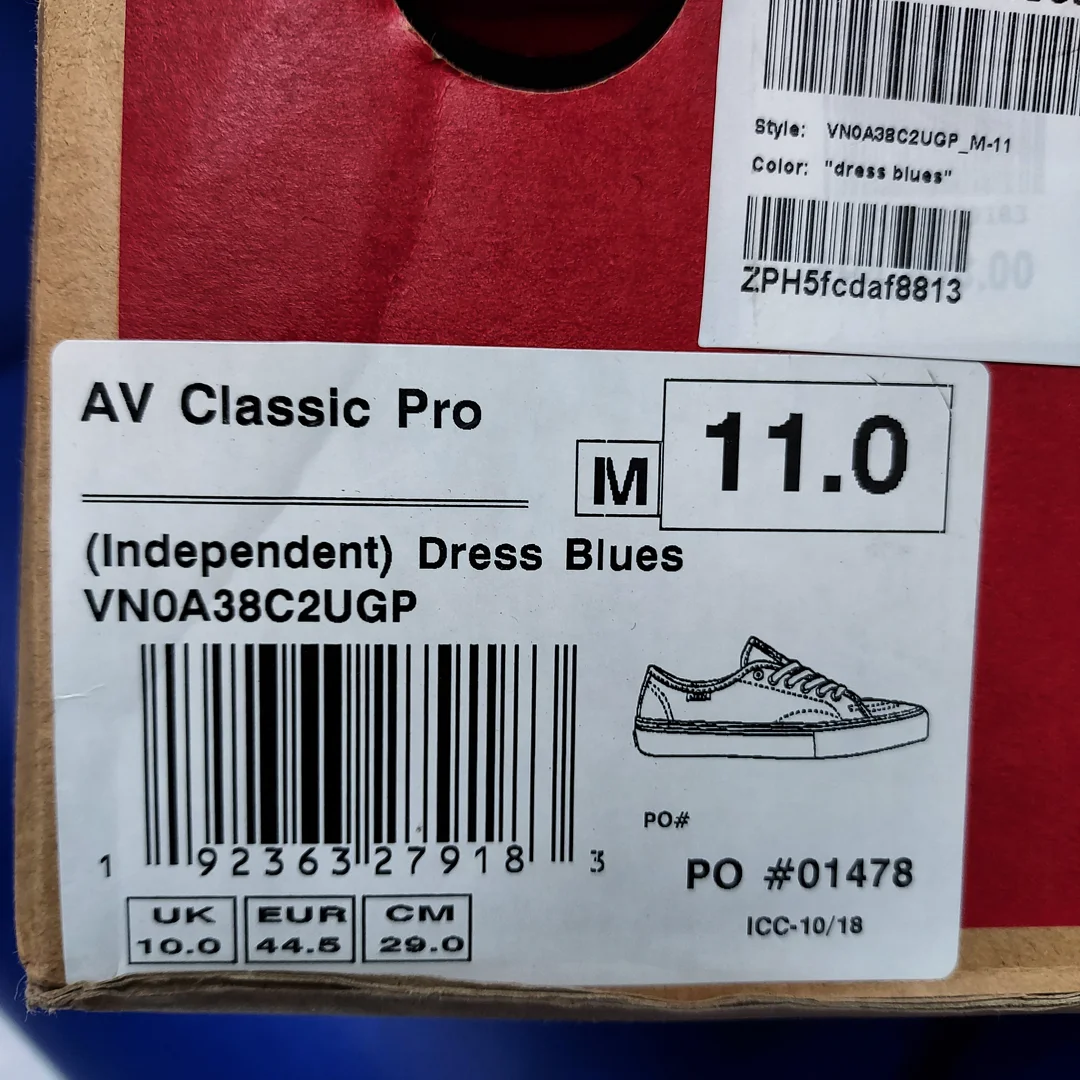 Style: VN0A38C2UGP_M-11
Color: "dress blues"
ZPH5fcdaf8813
AV Classic Pro
M 11.0
(Independent) Dress Blues
VN0A38C2UGP
1 92363 27918 3
PO#
PO #01478
ICC-10/18
UK EUR CM
10.0 44.5 29.0